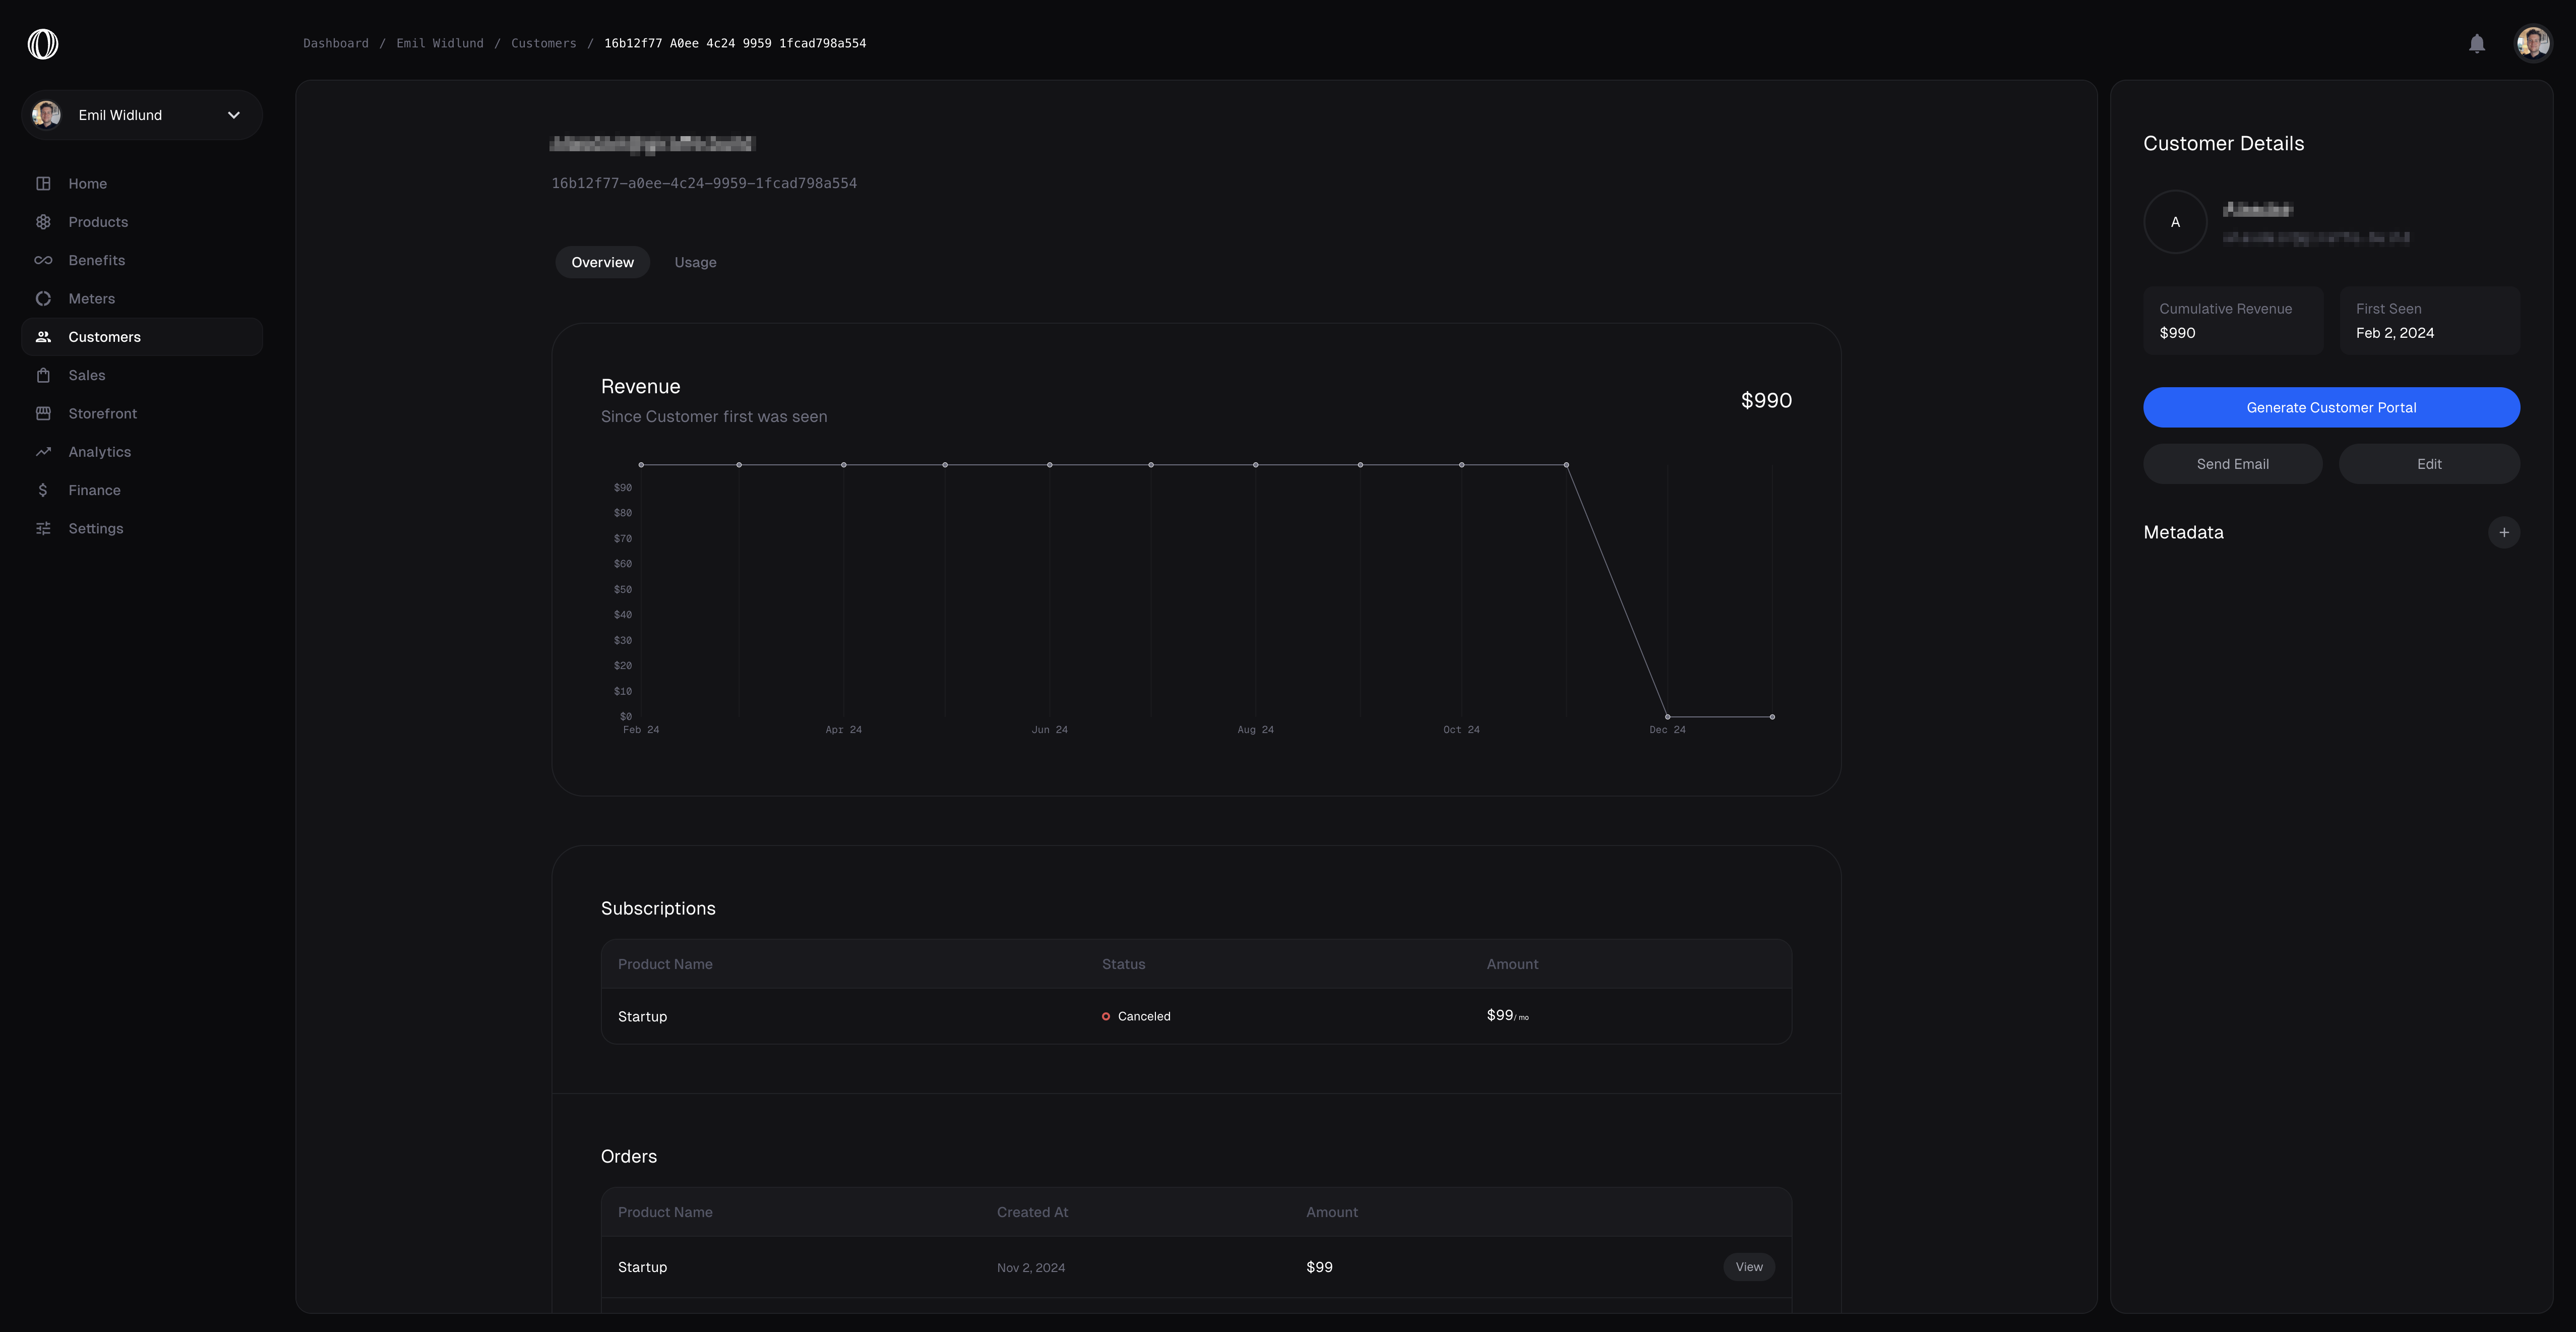 Dashboard / Emil Widlund / Customers / 16b12f77 A0ee 4c24 9959 1fcad798a554
Emil Widlund
Home
Products
Benefits
Meters
Customers
Sales
Storefront
Analytics
Finance
Settings
16b12f77-a0ee-4c24-9959-1fcad798a554
Overview Usage
Revenue
Since Customer first was seen
$990
$90
$80
$70
$60
$50
$40
$30
$20
$10
$0
Feb 24 Apr 24 Jun 24 Aug 24 Oct 24 Dec 24
Subscriptions
Product Name Status Amount
Startup Canceled $99/ mo
Orders
Product Name Created At Amount
Startup Nov 2, 2024 $99 View
Customer Details
A
Cumulative Revenue First Seen
$990 Feb 2, 2024
Generate Customer Portal
Send Email Edit
Metadata